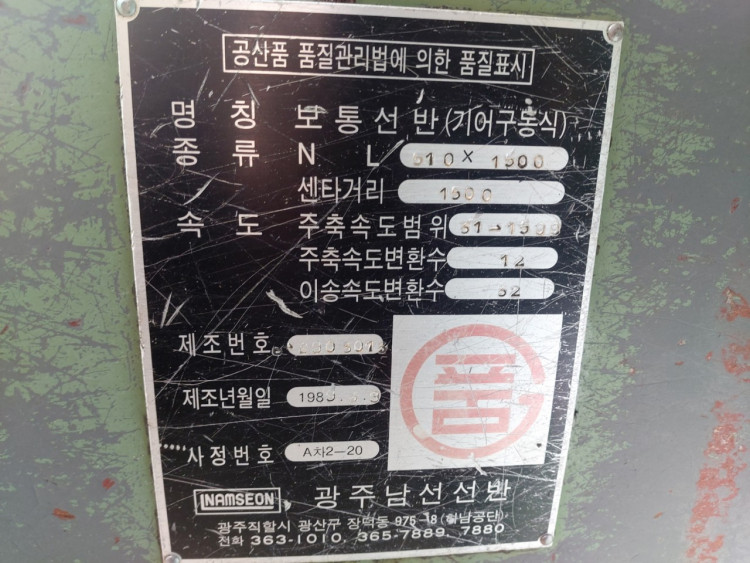 공산품 품질관리법에 의한 품질표시
명 칭 보통선반(기어구동식)
종 류 N L 510 X 1500
센타거리 1500
속 도 주축속도범위
주축속도변환수 12
이송속도변환수 32
제조번호
제조년월일
사정번호 A차2-20
품
NAMSEON 광주남선선반
광주직할시 광산구 장덕동 975-18(하남공단)
전화 363-1010. 365-7889. 7880